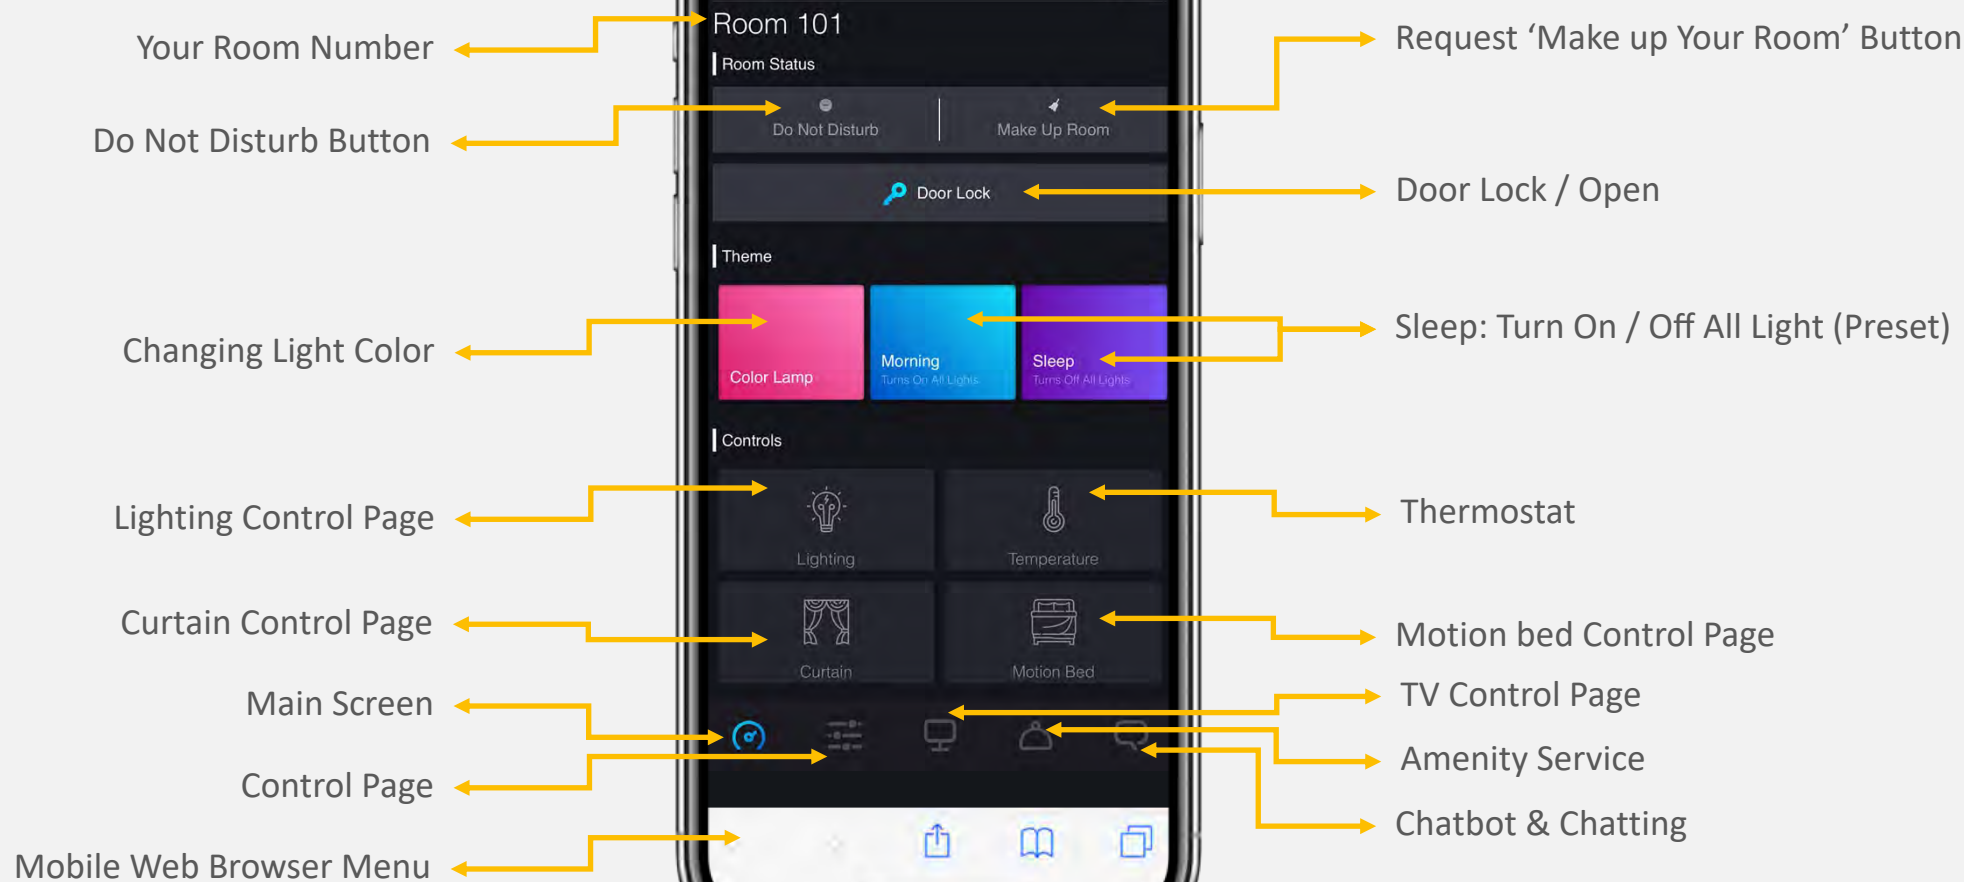 Room 101
Your Room Number
Request ‘Make up Your Room’ Button
Room Status
Do Not Disturb
Make Up Room
Do Not Disturb Button
Door Lock
Door Lock / Open
Theme
Changing Light Color
Color Lamp
Morning
Turns On All Lights
Sleep
Turns Off All Lights
Sleep: Turn On / Off All Light (Preset)
Controls
Lighting Control Page
Lighting
Temperature
Thermostat
Curtain Control Page
Curtain
Motion Bed
Motion bed Control Page
Main Screen
TV Control Page
Control Page
Amenity Service
Chatbot & Chatting
Mobile Web Browser Menu